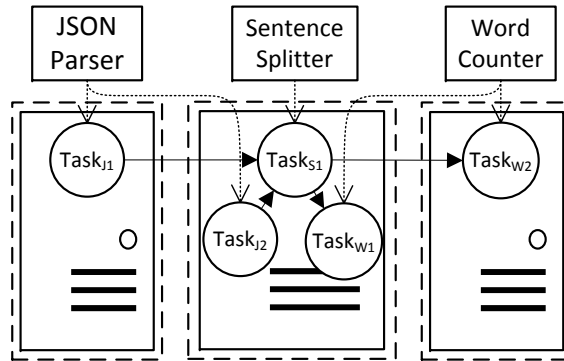 JSON
Parser
Sentence
Splitter
Word
Counter
TaskJ1
TaskS1
TaskW2
TaskJ2
TaskW1